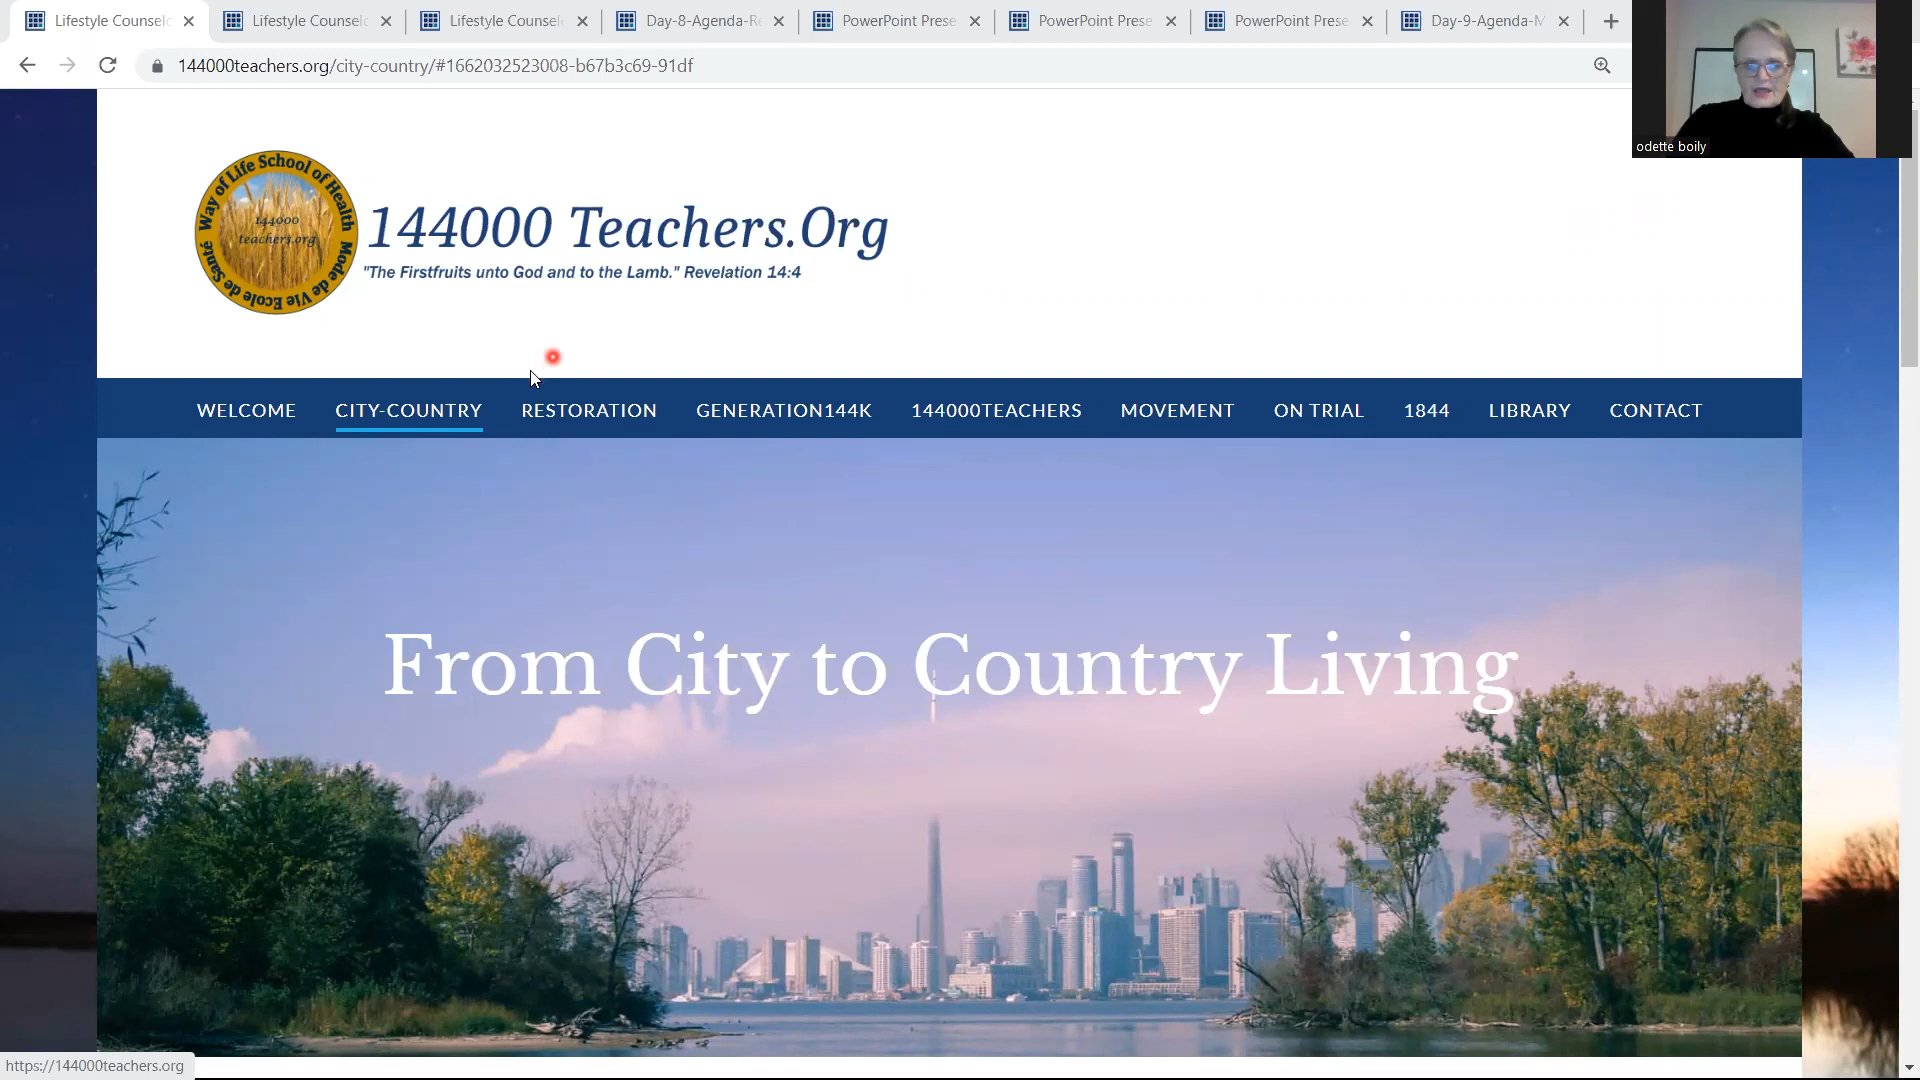 Lifestyle Counselo
Lifestyle Counselo
Lifestyle Counsel
Day-8-Agenda-Re
PowerPoint Prese
PowerPoint Prese
PowerPoint Prese
Day-9-Agenda-M
144000teachers.org/city-country/#1662032523008-b67b3c69-91df
odette boily
Way of Life School of Health
144000
teachers.org
Mode de Vie Ecole de Santé
144000 Teachers.Org
"The Firstfruits unto God and to the Lamb." Revelation 14:4
WELCOME CITY-COUNTRY RESTORATION GENERATION144K 144000TEACHERS MOVEMENT ON TRIAL 1844 LIBRARY CONTACT
From City to Country Living
https://144000teachers.org